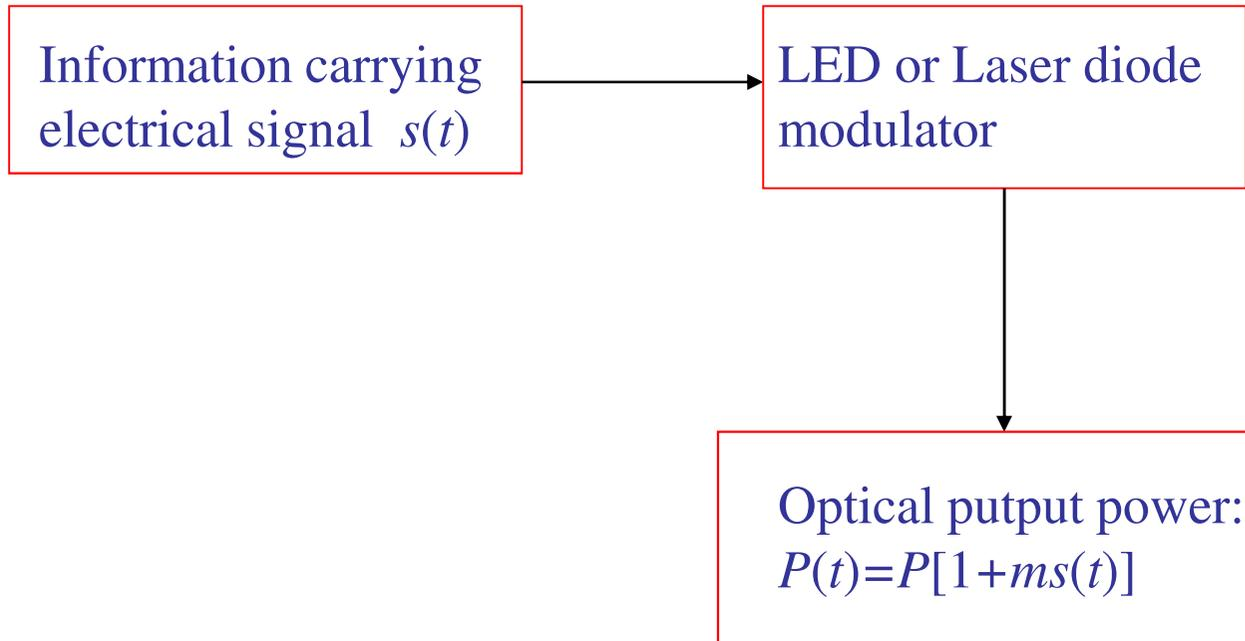 Information carrying
electrical signal s(t)
LED or Laser diode
modulator
Optical putput power:
P(t)=P[1+ms(t)]